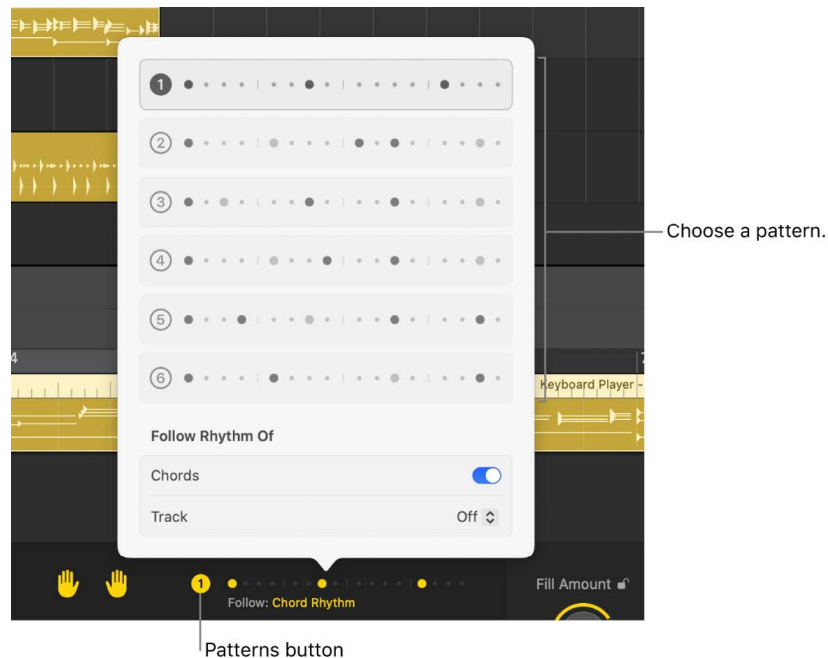 1
2
3
4
5
6
Choose a pattern.
4
7
Keyboard Player -
Follow Rhythm Of
Chords
Track Off
1
Follow: Chord Rhythm
Fill Amount
Patterns button